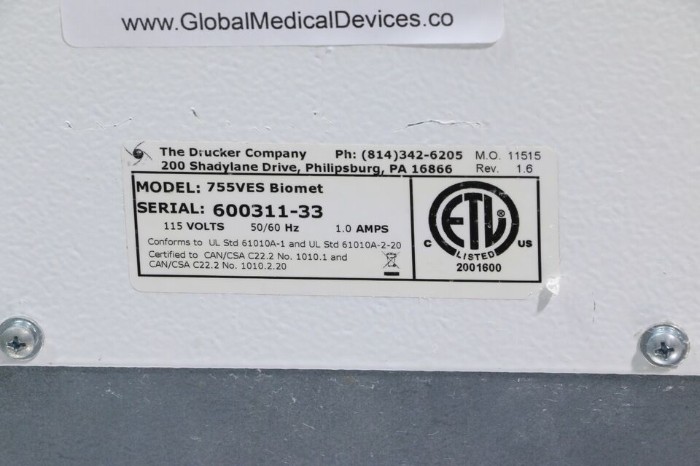 www.GlobalMedicalDevices.co
The Drucker Company Ph: (814)342-6205 M.O. 11515
200 Shadylane Drive, Philipsburg, PA 16866 Rev. 1.6
MODEL: 755VES Biomet
SERIAL: 600311-33
115 VOLTS 50/60 Hz 1.0 AMPS
Conforms to UL Std 61010A-1 and UL Std 61010A-2-20
Certified to CAN/CSA C22.2 No. 1010.1 and
CAN/CSA C22.2 No. 1010.2.20
ETL
C US
LISTED
2001600